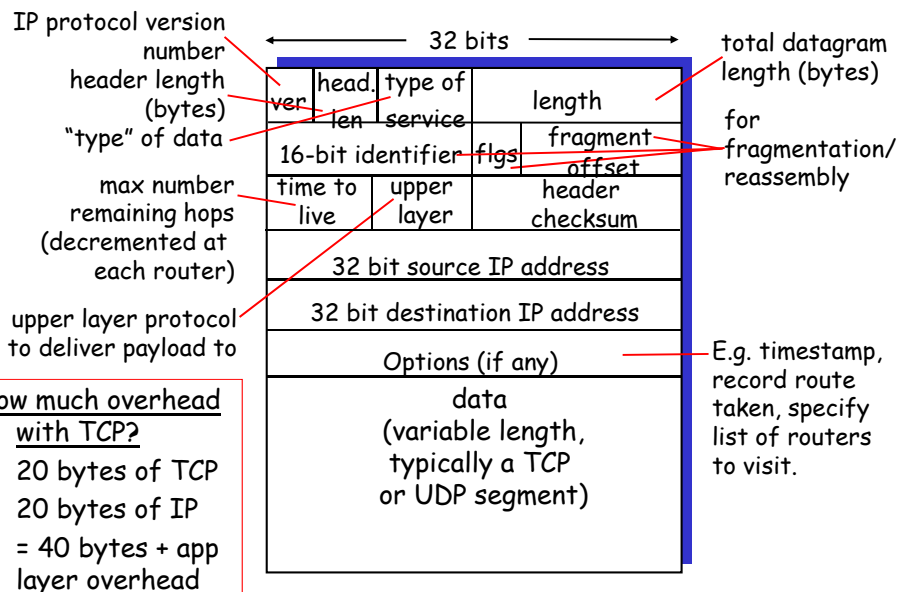 IP protocol version
number
header length
(bytes)
“type” of data
max number
remaining hops
(decremented at
each router)
upper layer protocol
to deliver payload to
ow much overhead
with TCP?
20 bytes of TCP
20 bytes of IP
= 40 bytes + app
layer overhead
32 bits
ver
head.
len
type of
service
length
16-bit identifier
flgs
fragment
offset
time to
live
upper
layer
header
checksum
32 bit source IP address
32 bit destination IP address
Options (if any)
data
(variable length,
typically a TCP
or UDP segment)
total datagram
length (bytes)
for
fragmentation/
reassembly
E.g. timestamp,
record route
taken, specify
list of routers
to visit.